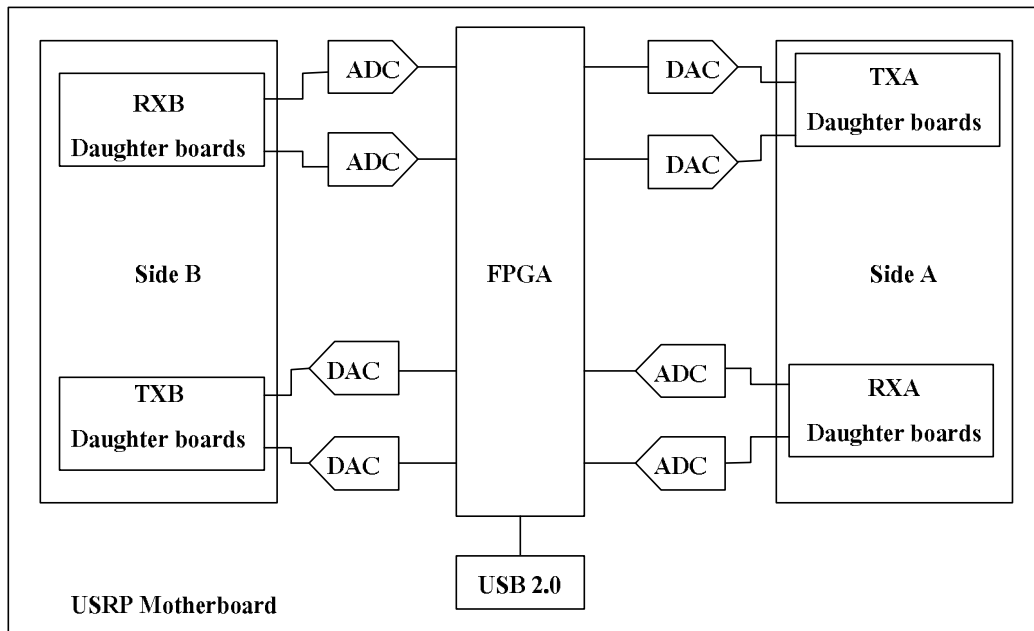 RXB
Daughter boards
ADC
ADC
DAC
DAC
TXA
Daughter boards
Side B
FPGA
Side A
TXB
Daughter boards
DAC
DAC
ADC
ADC
RXA
Daughter boards
USB 2.0
USRP Motherboard